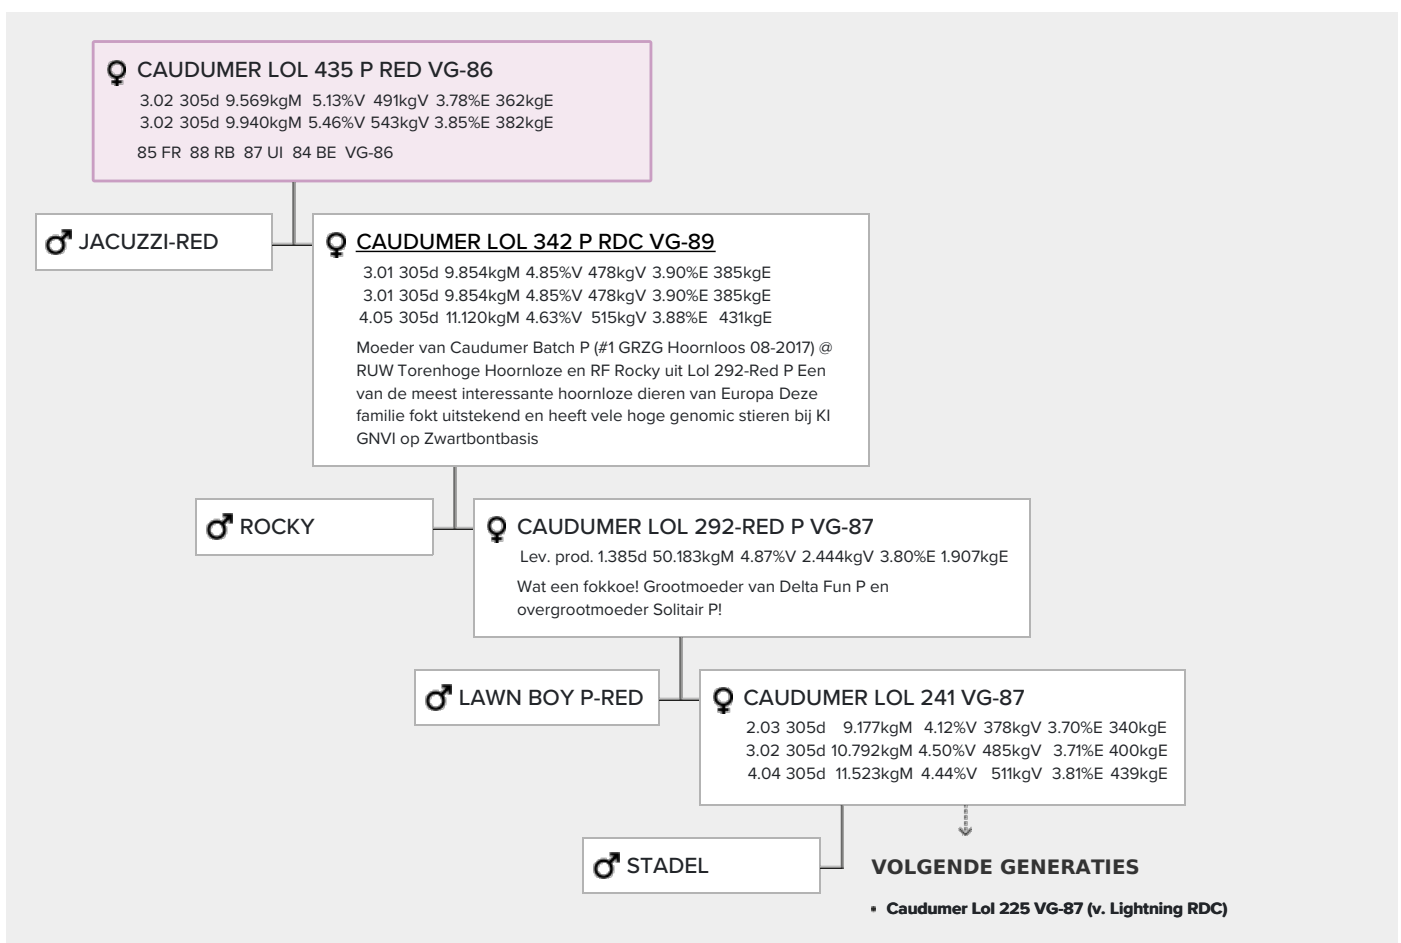 CAUDUMER LOL 435 P RED VG-86
3.02 305d 9.569kgM 5.13%V 491kgV 3.78%E 362kgE
3.02 305d 9.940kgM 5.46%V 543kgV 3.85%E 382kgE
85 FR 88 RB 87 UI 84 BE VG-86
JACUZZI-RED
CAUDUMER LOL 342 P RDC VG-89
3.01 305d 9.854kgM 4.85%V 478kgV 3.90%E 385kgE
3.01 305d 9.854kgM 4.85%V 478kgV 3.90%E 385kgE
4.05 305d 11.120kgM 4.63%V 515kgV 3.88%E 431kgE
Moeder van Caudumer Batch P (#1 GRZG Hoornloos 08-2017) @
RUW Torenhoge Hoornloze en RF Rocky uit Lol 292-Red P Een
van de meest interessante hoornloze dieren van Europa Deze
familie fokt uitstekend en heeft vele hoge genomic stieren bij KI
GNVI op Zwartbontbasis
ROCKY
CAUDUMER LOL 292-RED P VG-87
Lev. prod. 1.385d 50.183kgM 4.87%V 2.444kgV 3.80%E 1.907kgE
Wat een fokkoe! Grootmoeder van Delta Fun P en
overgrootmoeder Solitair P!
LAWN BOY P-RED
CAUDUMER LOL 241 VG-87
2.03 305d 9.177kgM 4.12%V 378kgV 3.70%E 340kgE
3.02 305d 10.792kgM 4.50%V 485kgV 3.71%E 400kgE
4.04 305d 11.523kgM 4.44%V 511kgV 3.81%E 439kgE
STADEL
VOLGENDE GENERATIES
• Caudumer Lol 225 VG-87 (v. Lightning RDC)